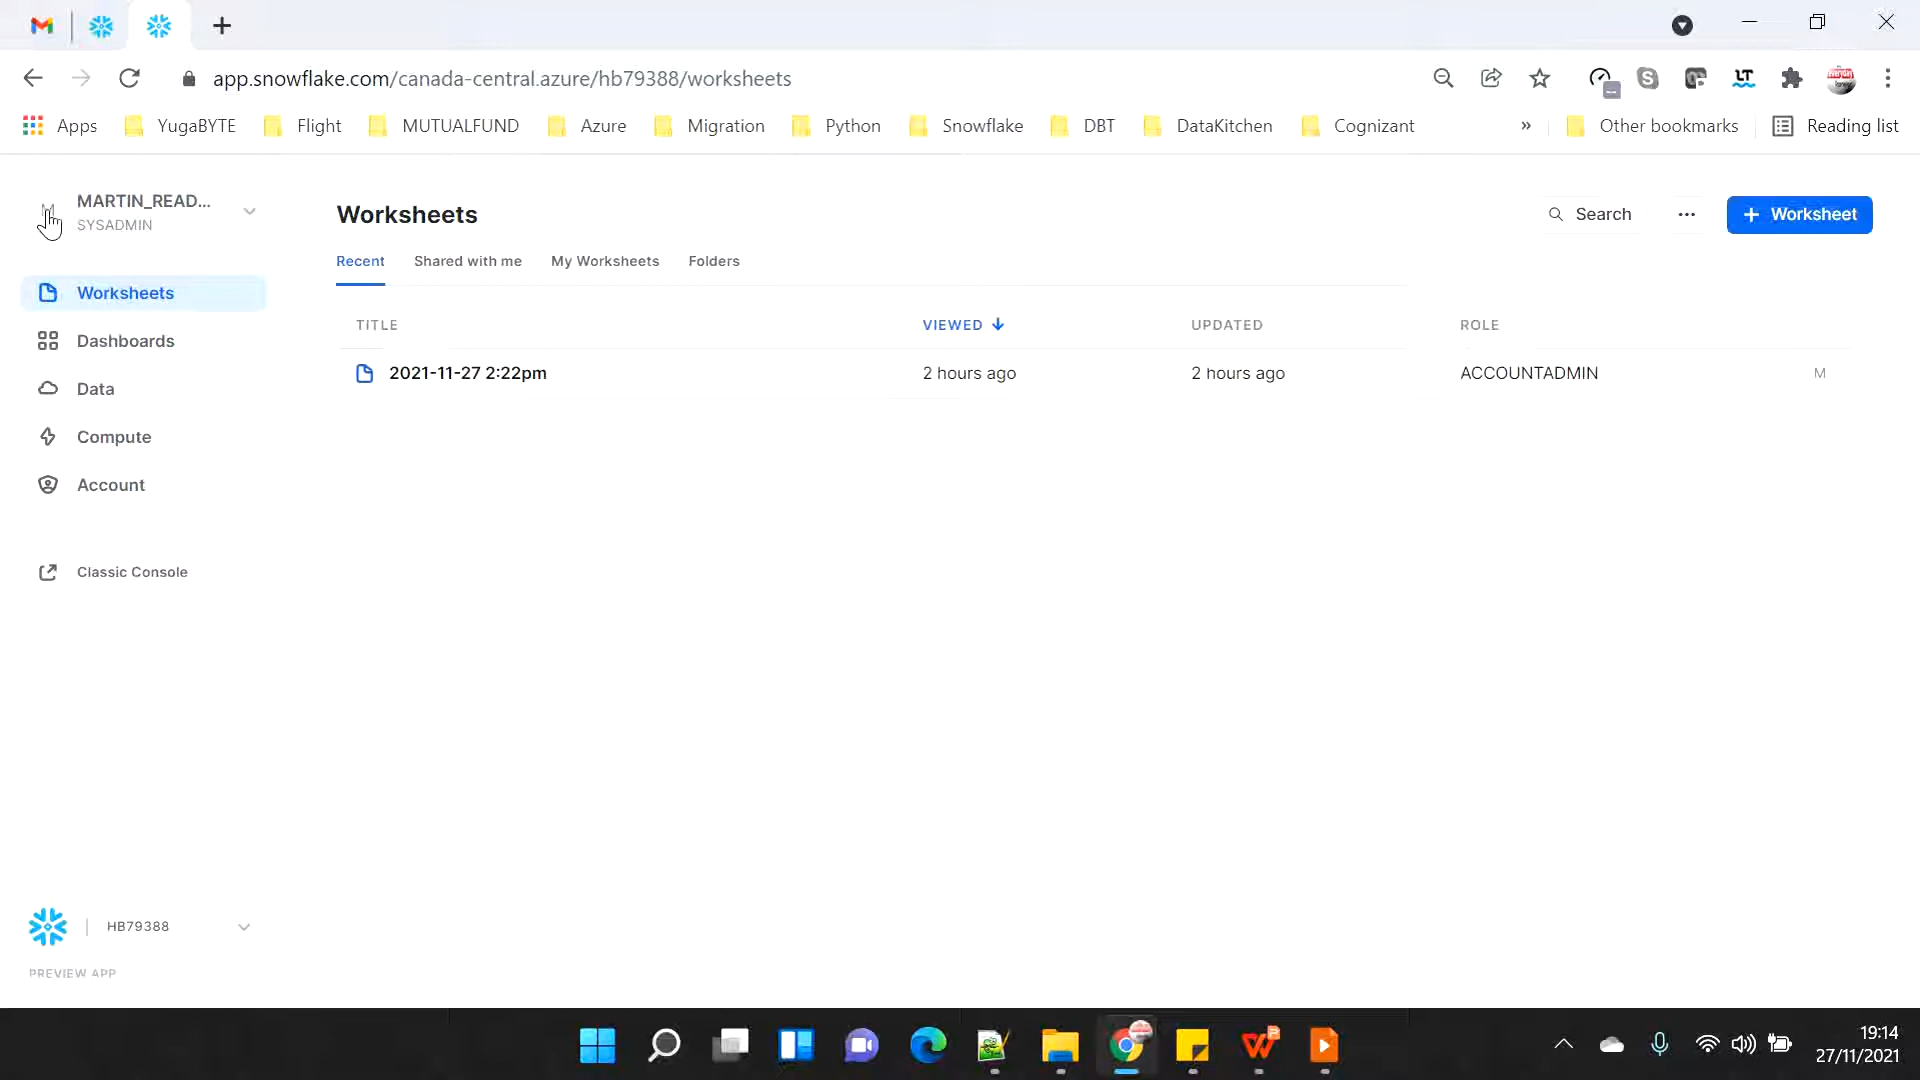 app.snowflake.com/canada-central.azure/hb79388/worksheets
Apps YugaBYTE Flight MUTUALFUND Azure Migration Python Snowflake DBT DataKitchen Cognizant » Other bookmarks Reading list
MARTIN_READ...
SYSADMIN
Worksheets
Dashboards
Data
Compute
Account
Classic Console
HB79388
PREVIEW APP
Worksheets
Search
Worksheet
Recent Shared with me My Worksheets Folders
TITLE VIEWED UPDATED ROLE
2021-11-27 2:22pm 2 hours ago 2 hours ago ACCOUNTADMIN M
19:14
27/11/2021